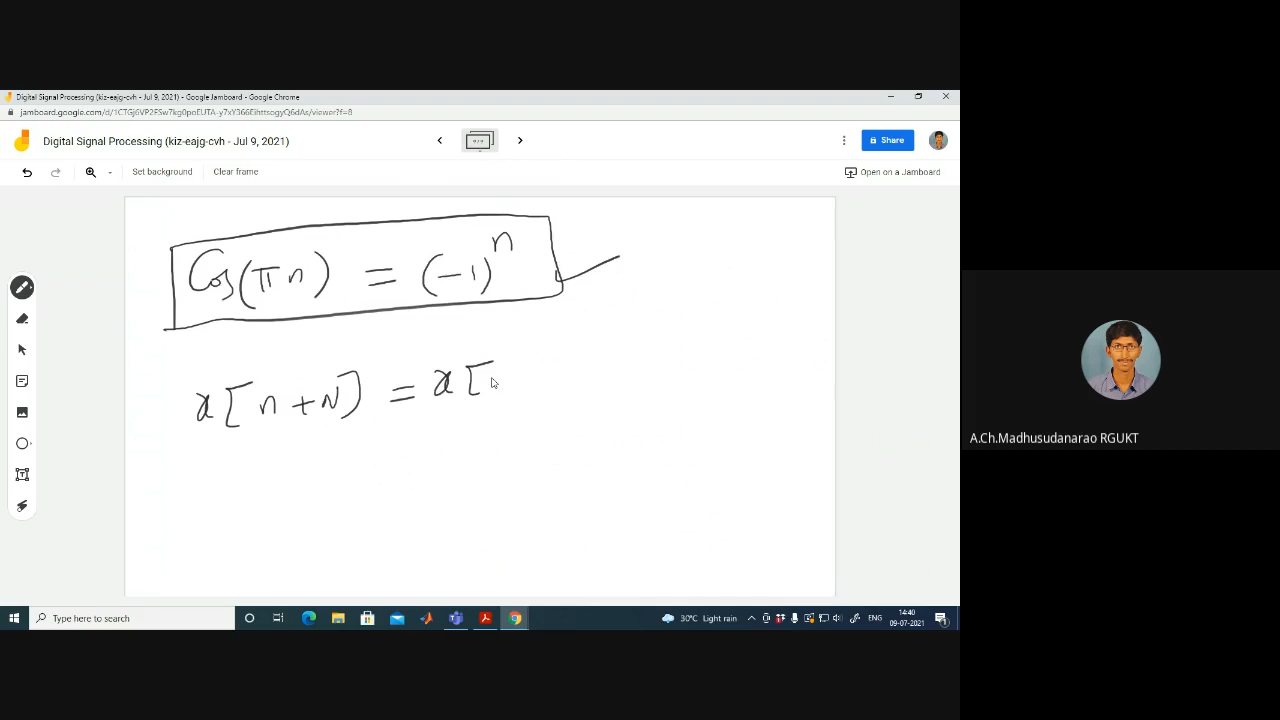 Digital Signal Processing (kiz-eajg-cvh - Jul 9, 2021) - Google Jamboard - Google Chrome
Digital Signal Processing (kiz-eajg-cvh - Jul 9, 2021)
Share
Set background
Clear frame
Open on a Jamboard
Cos(πn) = (-1)^n
x[n+N] = x[
A.Ch.Madhusudanarao RGUKT
Type here to search
30°C Light rain
ENG
14:40
09-07-2021